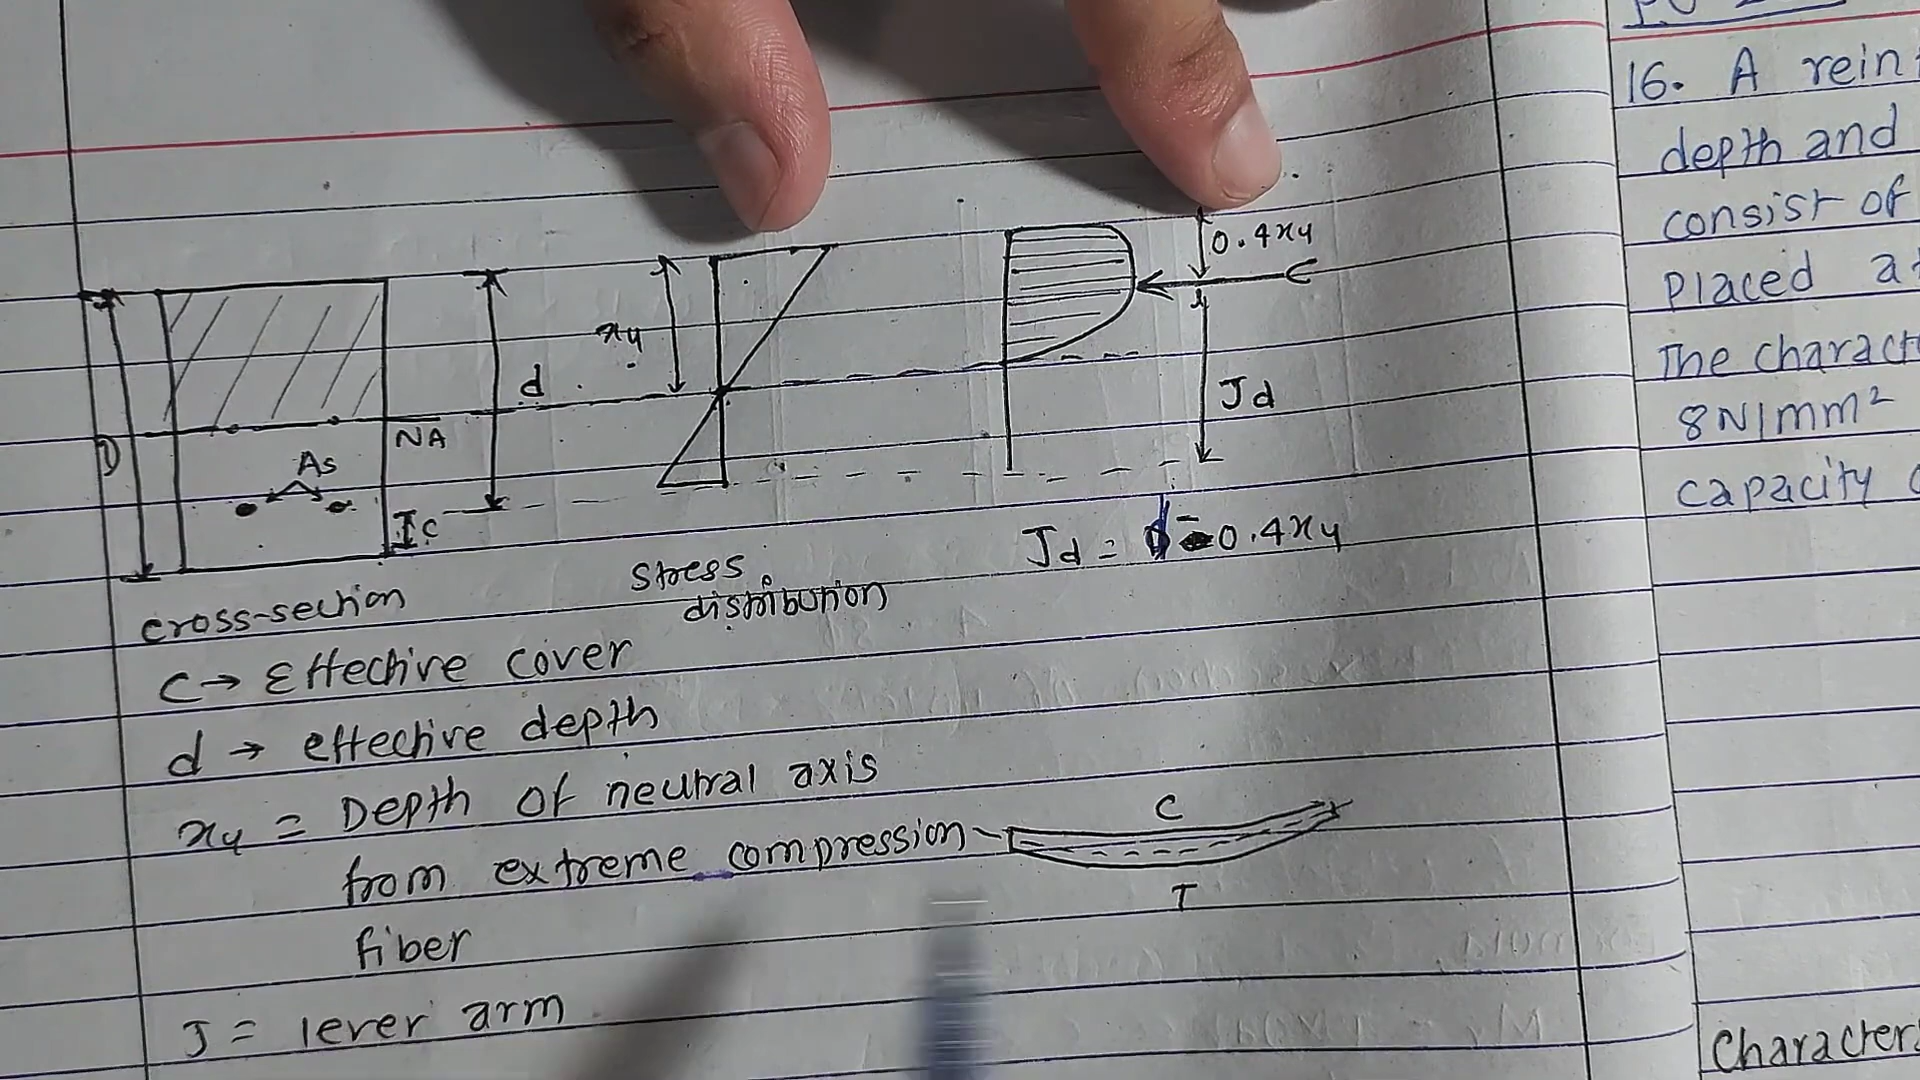 0.4xu
C
xu
d
Jd
NA
As
D
C
Jd = d-0.4xu
stress
distribution
cross-section
C→ Effective cover
d → effective depth
xu = Depth of neutral axis
from extreme compression
fiber
J = lever arm
C
T
16. A rein
depth and
consist of
Placed at
The charact
8N/mm²
capacity
Character